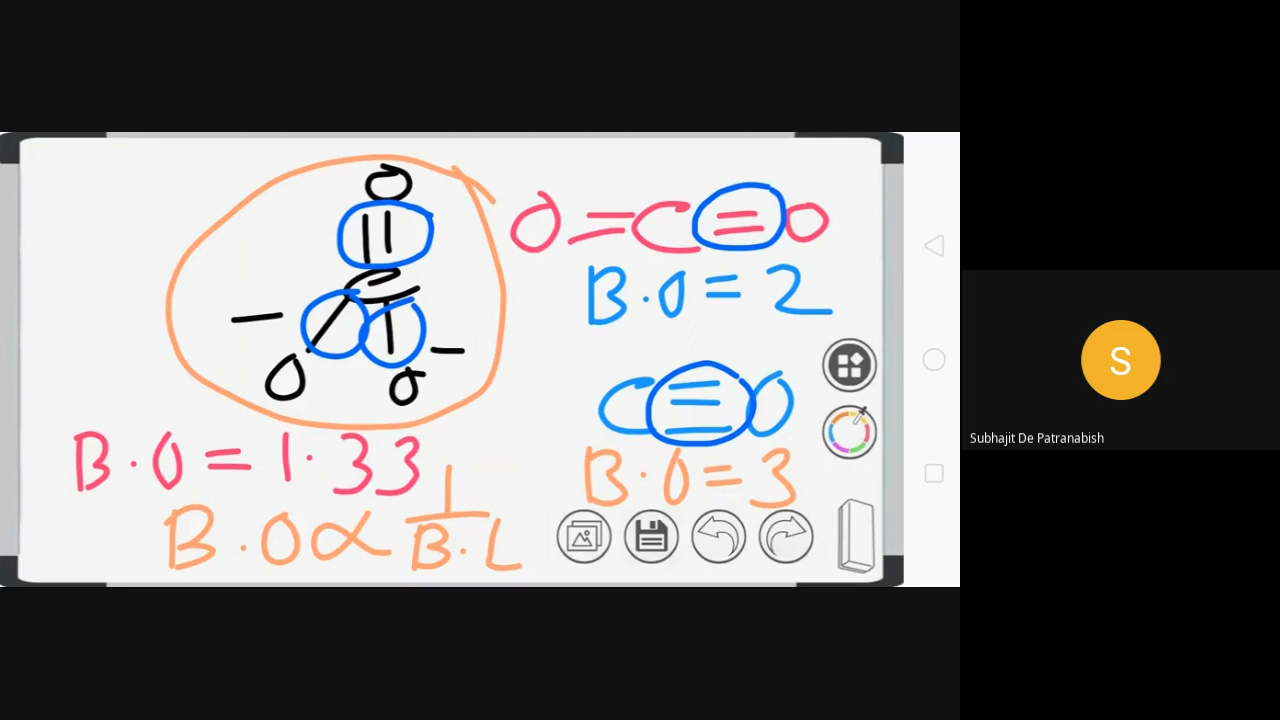 O
||
C
– O O –
B.O = 1.33
B.O ∝ 1/B.L
O=C=O
B.O = 2
C≡O
B.O = 3
S
Subhajit De Patranabish